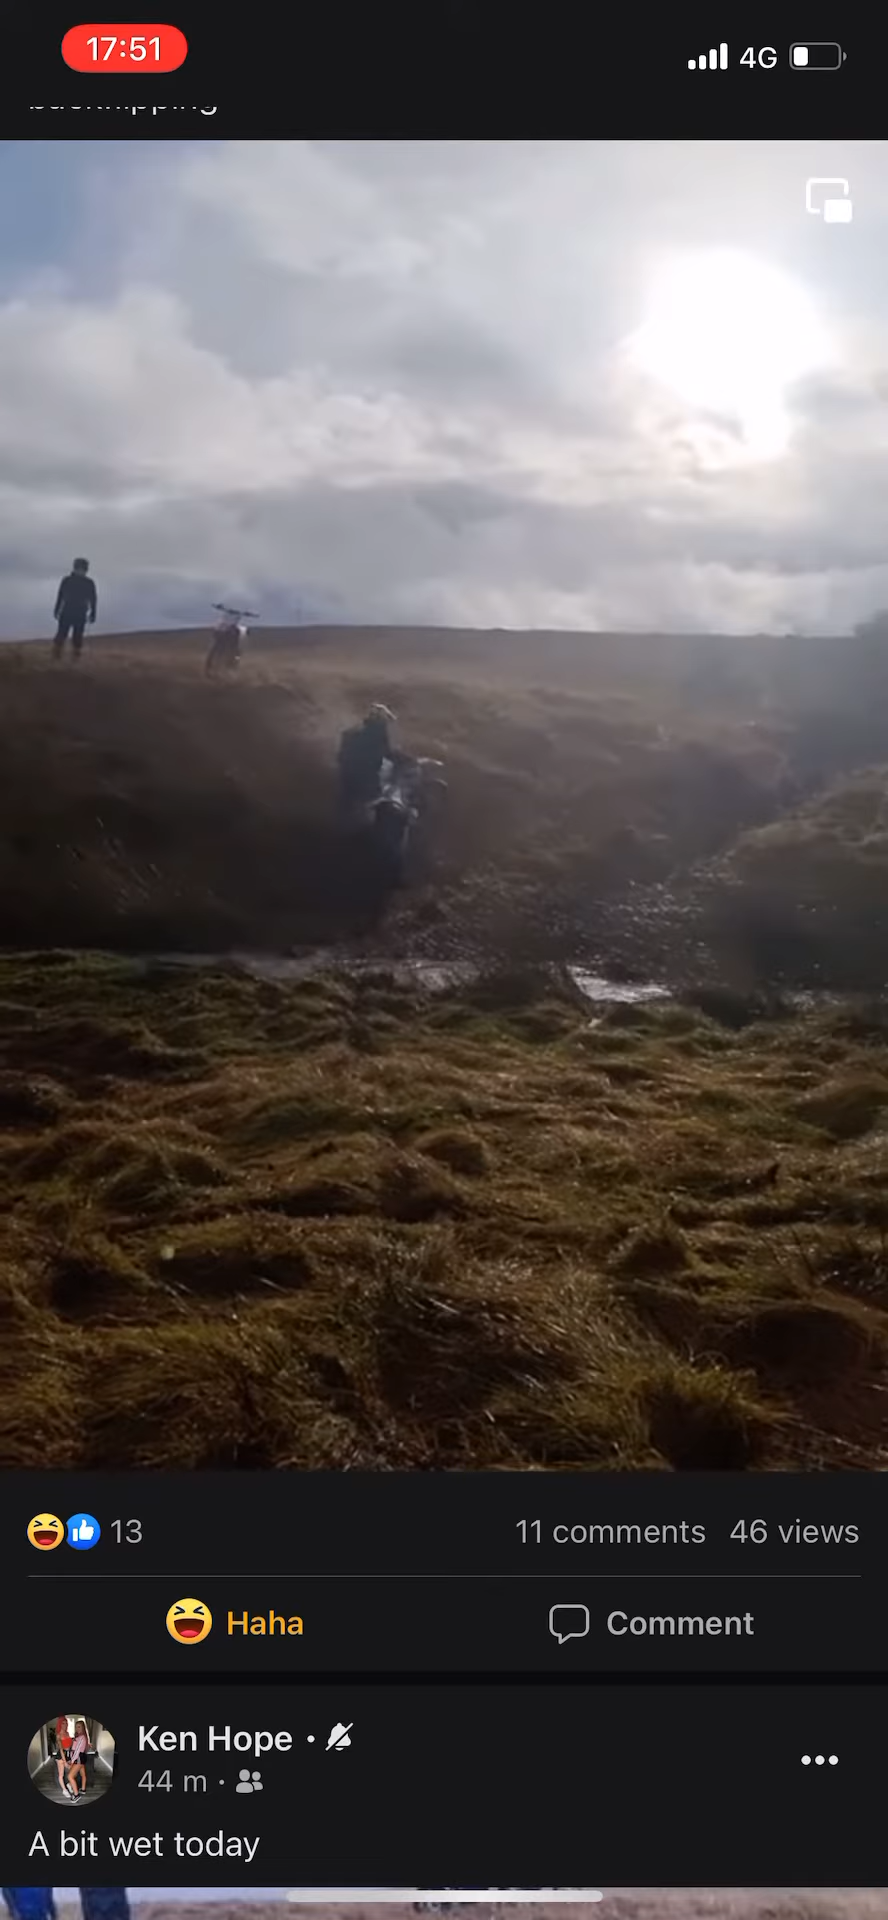 17:51
4G
13
11 comments 46 views
Haha
Comment
Ken Hope
44 m
A bit wet today